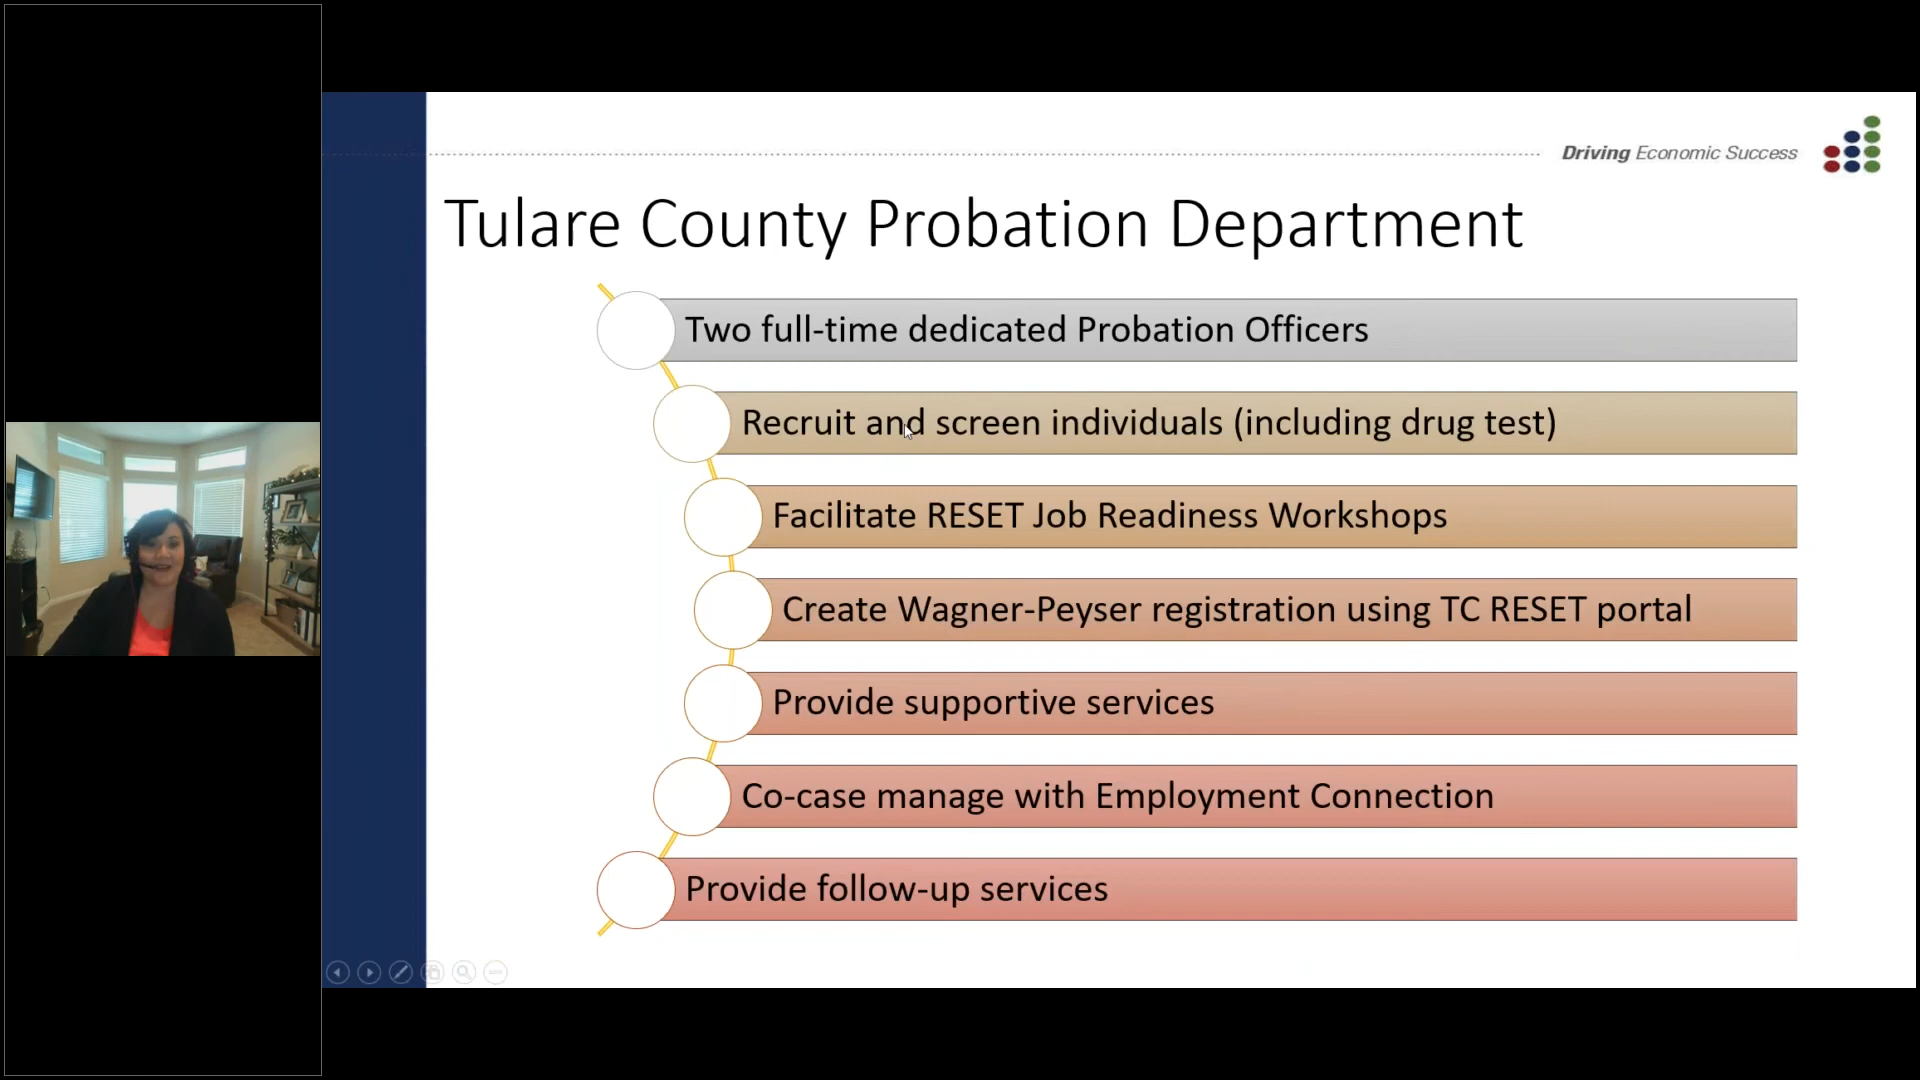 Driving Economic Success
Tulare County Probation Department
Two full-time dedicated Probation Officers
Recruit and screen individuals (including drug test)
Facilitate RESET Job Readiness Workshops
Create Wagner-Peyser registration using TC RESET portal
Provide supportive services
Co-case manage with Employment Connection
Provide follow-up services